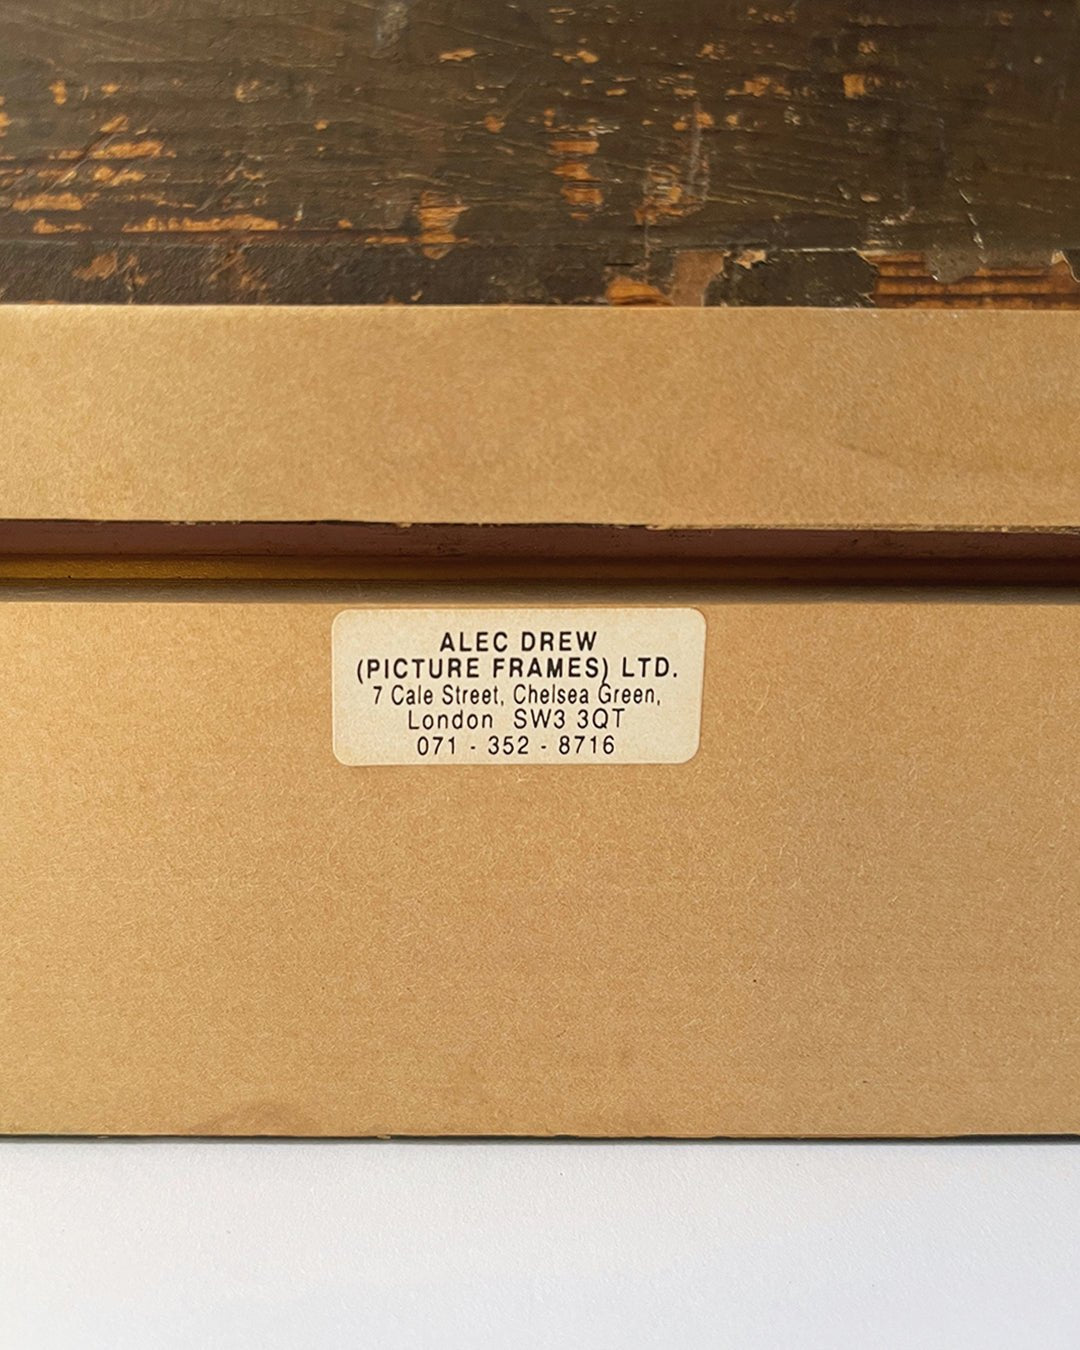 ALEC DREW
(PICTURE FRAMES) LTD.
7 Cale Street, Chelsea Green,
London SW3 3QT
071 - 352 - 8716